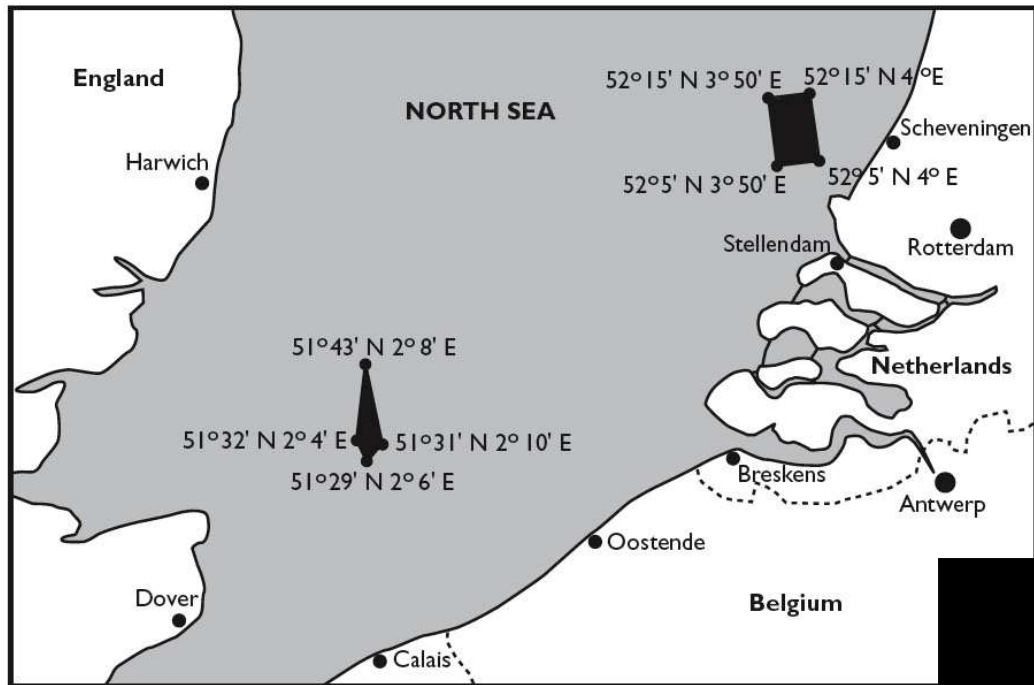 England
NORTH SEA
52° 15' N 3° 50' E
52° 15' N 4 °E
Scheveningen
Harwich
52° 5' N 3° 50' E
52° 5' N 4° E
Stellendam
Rotterdam
51° 43' N 2° 8' E
Netherlands
51° 32' N 2° 4' E
51° 31' N 2° 10' E
51° 29' N 2° 6' E
Breskens
Antwerp
Oostende
Dover
Belgium
Calais